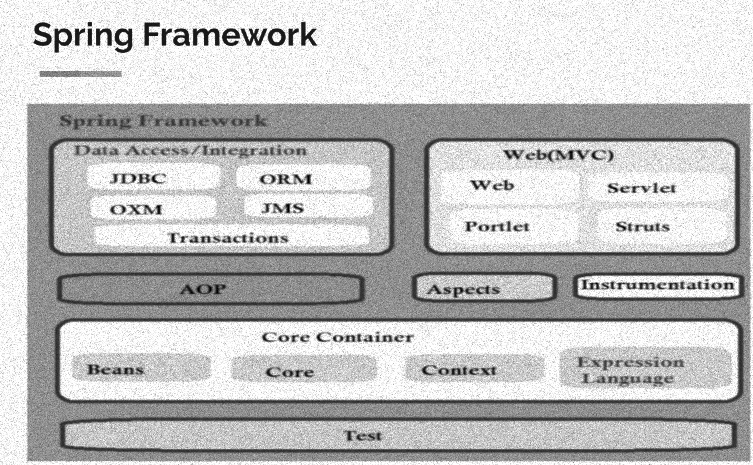 Spring Framework
Spring Framework
Data Access/Integration
JDBC
ORM
OXM
JMS
Transactions
Web(MVC)
Web
Servlet
Portlet
Struts
AOP
Aspects
Instrumentation
Core Container
Beans
Core
Context
Expression
Language
Test